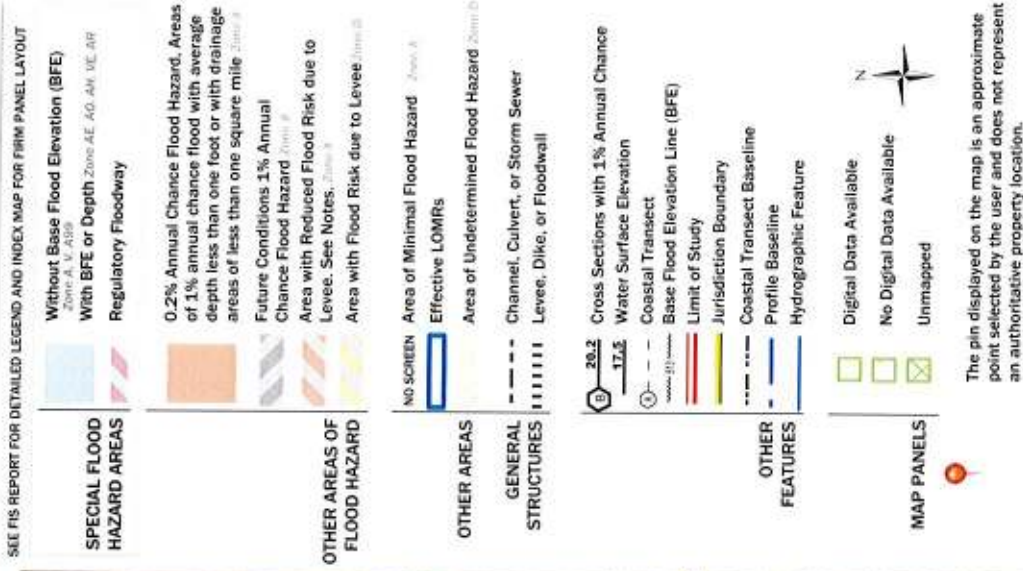 SEE FIS REPORT FOR DETAILED LEGEND AND INDEX MAP FOR FIRM PANEL LAYOUT
SPECIAL FLOOD
HAZARD AREAS
Without Base Flood Elevation (BFE)
Zone A, V, A99
With BFE or Depth Zone AE, AO, AH, VE, AR
Regulatory Floodway
OTHER AREAS OF
FLOOD HAZARD
0.2% Annual Chance Flood Hazard, Areas
of 1% annual chance flood with average
depth less than one foot or with drainage
areas of less than one square mile Zone X
Future Conditions 1% Annual
Chance Flood Hazard Zone X
Area with Reduced Flood Risk due to
Levee. See Notes. Zone X
Area with Flood Risk due to Levee Zone D
OTHER AREAS
NO SCREEN Area of Minimal Flood Hazard Zone X
Effective LOMRs
Area of Undetermined Flood Hazard Zone D
GENERAL
STRUCTURES
Channel, Culvert, or Storm Sewer
Levee, Dike, or Floodwall
OTHER
FEATURES
B 20.2 Cross Sections with 1% Annual Chance
17.5 Water Surface Elevation
Coastal Transect
Base Flood Elevation Line (BFE)
Limit of Study
Jurisdiction Boundary
Coastal Transect Baseline
Profile Baseline
Hydrographic Feature
MAP PANELS
Digital Data Available
No Digital Data Available
Unmapped
N
The pin displayed on the map is an approximate
point selected by the user and does not represent
an authoritative property location.